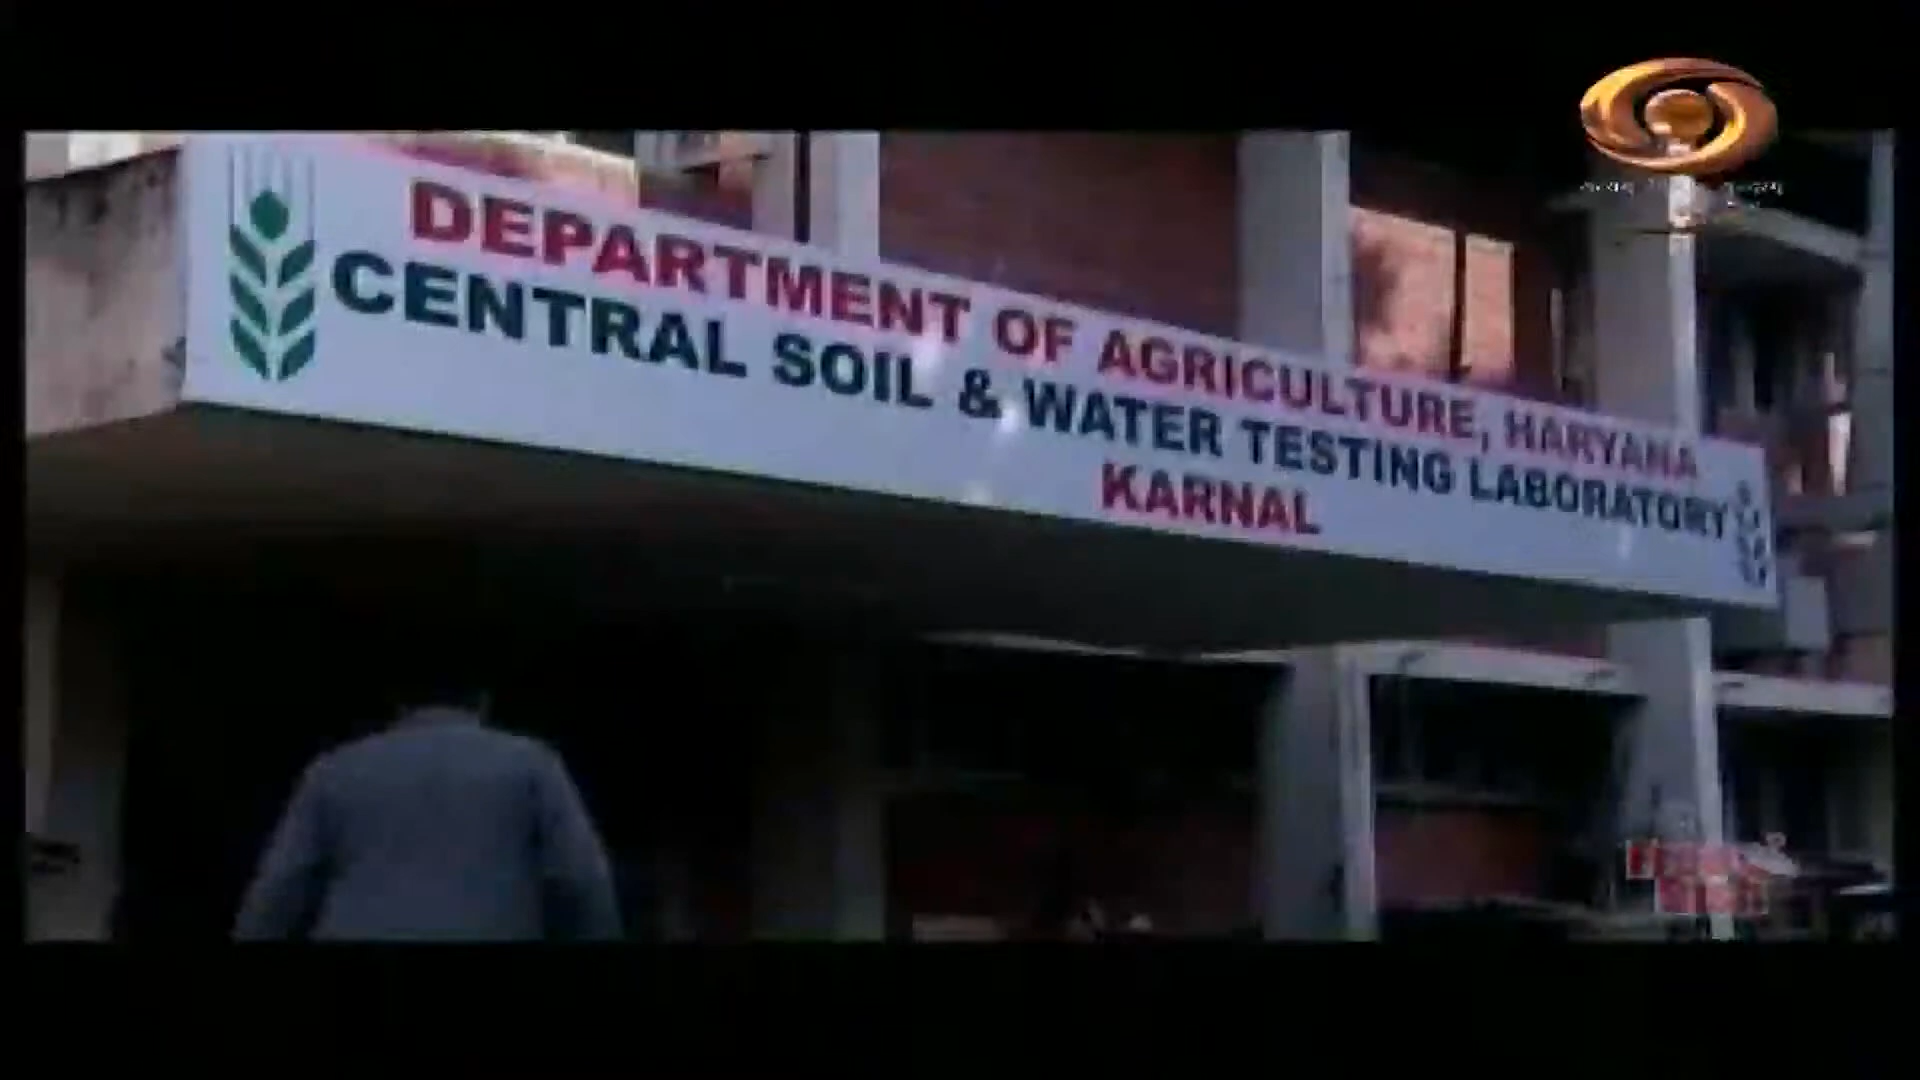 DEPARTMENT OF AGRICULTURE, HARYANA
CENTRAL SOIL & WATER TESTING LABORATORY
KARNAL